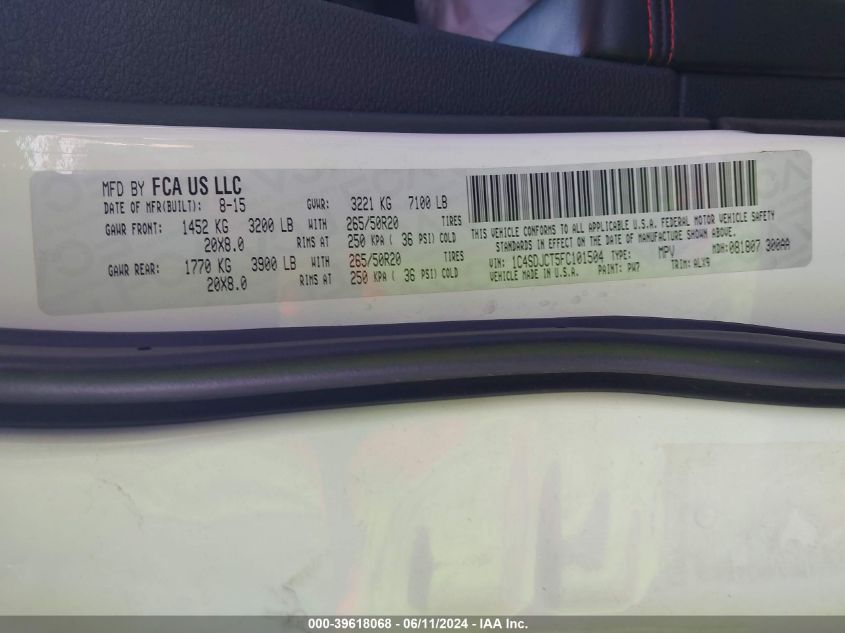 MFD BY FCA US LLC
DATE OF MFR(BUILT): 8-15 GVWR: 3221 KG 7100 LB
GAWR FRONT: 1452 KG 3200 LB WITH 265/50R20 TIRES
20X8.0 RIMS AT 250 KPA ( 36 PSI) COLD
GAWR REAR: 1770 KG 3900 LB WITH 265/50R20 TIRES
20X8.0 RIMS AT 250 KPA ( 36 PSI) COLD
THIS VEHICLE CONFORMS TO ALL APPLICABLE U.S.A. FEDERAL MOTOR VEHICLE SAFETY
STANDARDS IN EFFECT ON THE DATE OF MANUFACTURE SHOWN ABOVE.
VIN: 1C4SDJCT5FC101504 TYPE: MPV MDH: 081807 300AA
VEHICLE MADE IN U.S.A. PAINT: PW7 TRIM: ALX9
000-39618068 - 06/11/2024 - IAA Inc.